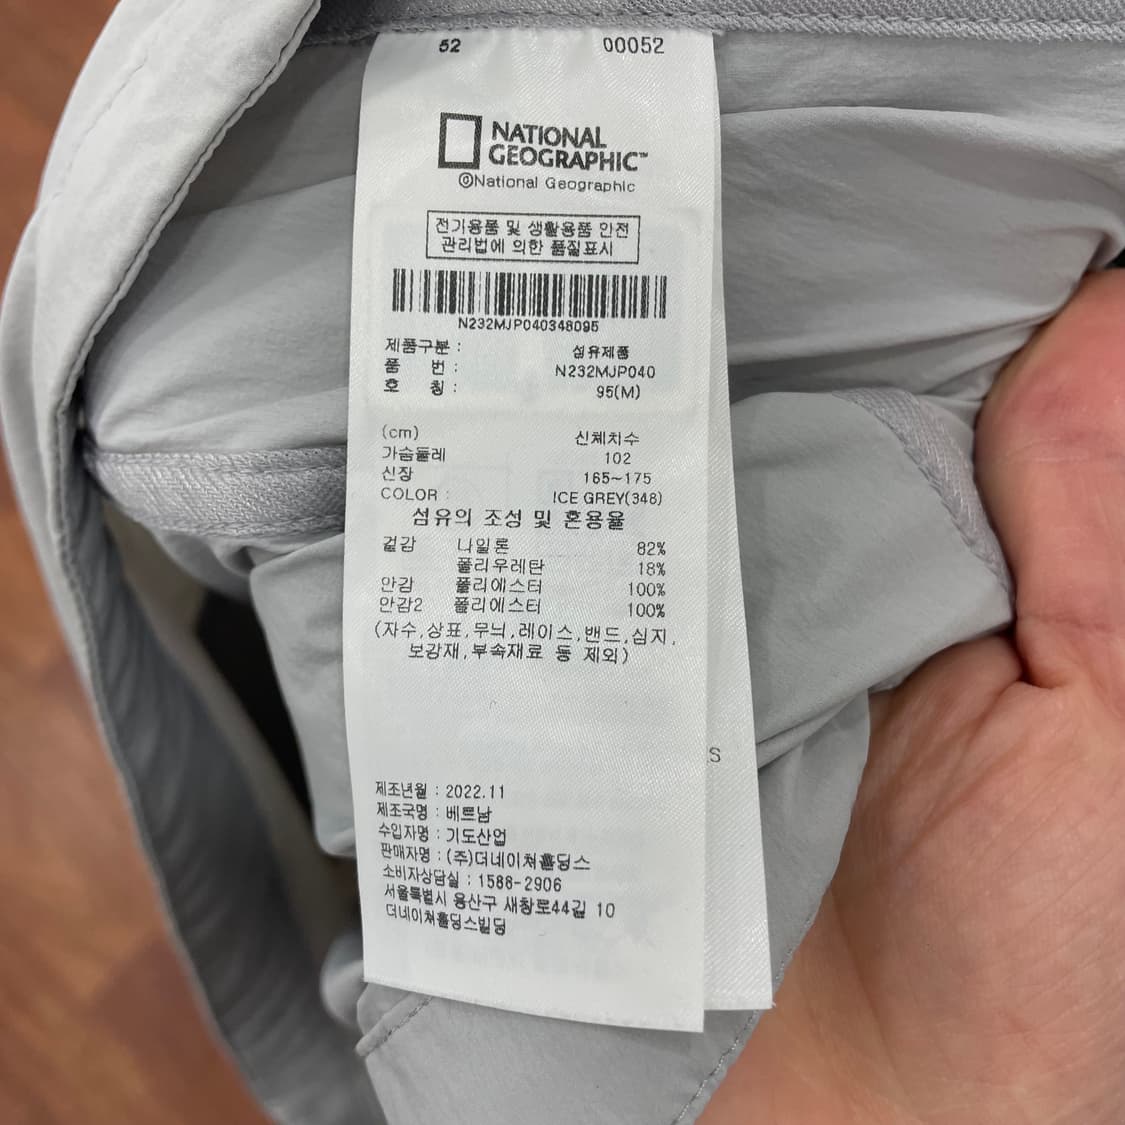 52 00052
NATIONAL
GEOGRAPHIC™
©National Geographic
전기용품 및 생활용품 안전
관리법에 의한 품질표시
N232MJP040348095
제품구분 : 섬유제품
품 번 : N232MJP040
호 칭 : 95(M)
(cm) 신체치수
가슴둘레 102
신장 165~175
COLOR : ICE GREY(348)
섬유의 조성 및 혼용율
겉감 나일론 82%
폴리우레탄 18%
안감 폴리에스터 100%
안감2 폴리에스터 100%
(자수,상표,무늬,레이스,밴드,심지,
보강재,부속재료 등 제외)
제조년월 : 2022.11
제조국명 : 베트남
수입자명 : 기도산업
판매자명 : (주)더네이쳐홀딩스
소비자상담실 : 1588-2906
서울특별시 용산구 새창로44길 10
더네이쳐홀딩스빌딩
S